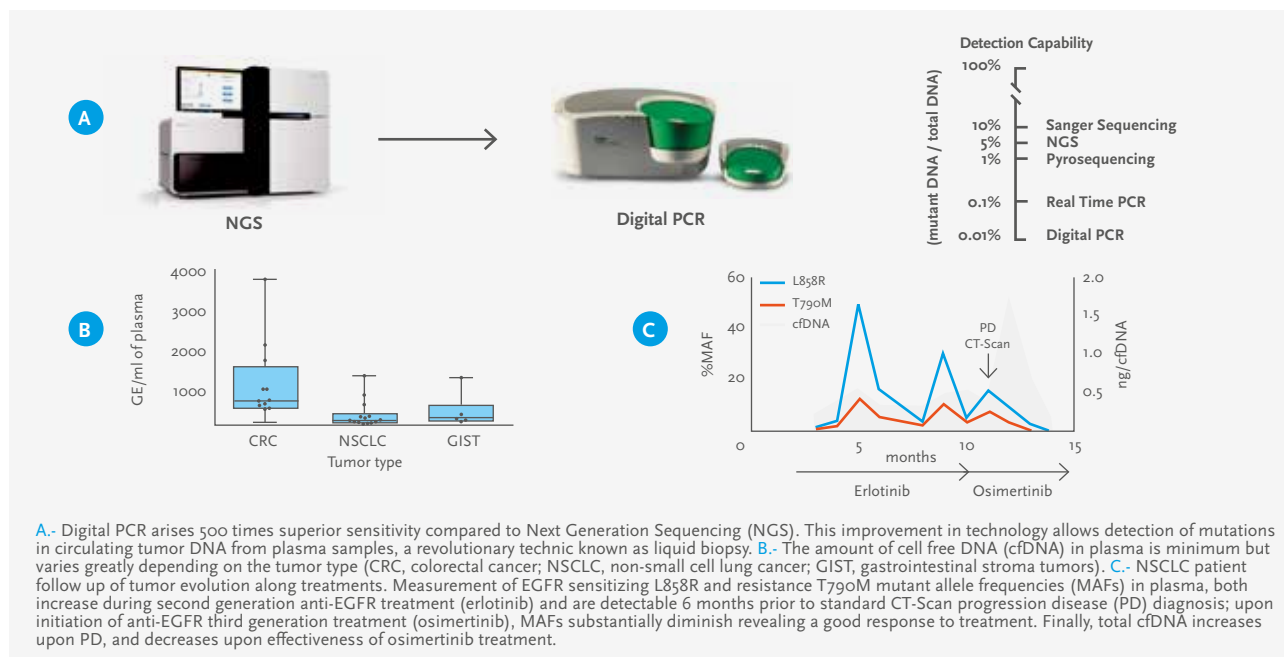 A
NGS
Digital PCR
Detection Capability
(mutant DNA / total DNA)
100%
10% Sanger Sequencing
5% NGS
1% Pyrosequencing
0.1% Real Time PCR
0.01% Digital PCR
B
GE/ml of plasma
4000
3000
2000
1000
CRC NSCLC GIST
Tumor type
C
%MAF
60
40
20
0
L858R
T790M
cfDNA
PD
CT-Scan
2.0
1.5
1.0
0.5
ng/cfDNA
5 10 15
months
Erlotinib Osimertinib
A.- Digital PCR arises 500 times superior sensitivity compared to Next Generation Sequencing (NGS). This improvement in technology allows detection of mutations
in circulating tumor DNA from plasma samples, a revolutionary technic known as liquid biopsy. B.- The amount of cell free DNA (cfDNA) in plasma is minimum but
varies greatly depending on the tumor type (CRC, colorectal cancer; NSCLC, non-small cell lung cancer; GIST, gastrointestinal stroma tumors). C.- NSCLC patient
follow up of tumor evolution along treatments. Measurement of EGFR sensitizing L858R and resistance T790M mutant allele frequencies (MAFs) in plasma, both
increase during second generation anti-EGFR treatment (erlotinib) and are detectable 6 months prior to standard CT-Scan progression disease (PD) diagnosis; upon
initiation of anti-EGFR third generation treatment (osimertinib), MAFs substantially diminish revealing a good response to treatment. Finally, total cfDNA increases
upon PD, and decreases upon effectiveness of osimertinib treatment.